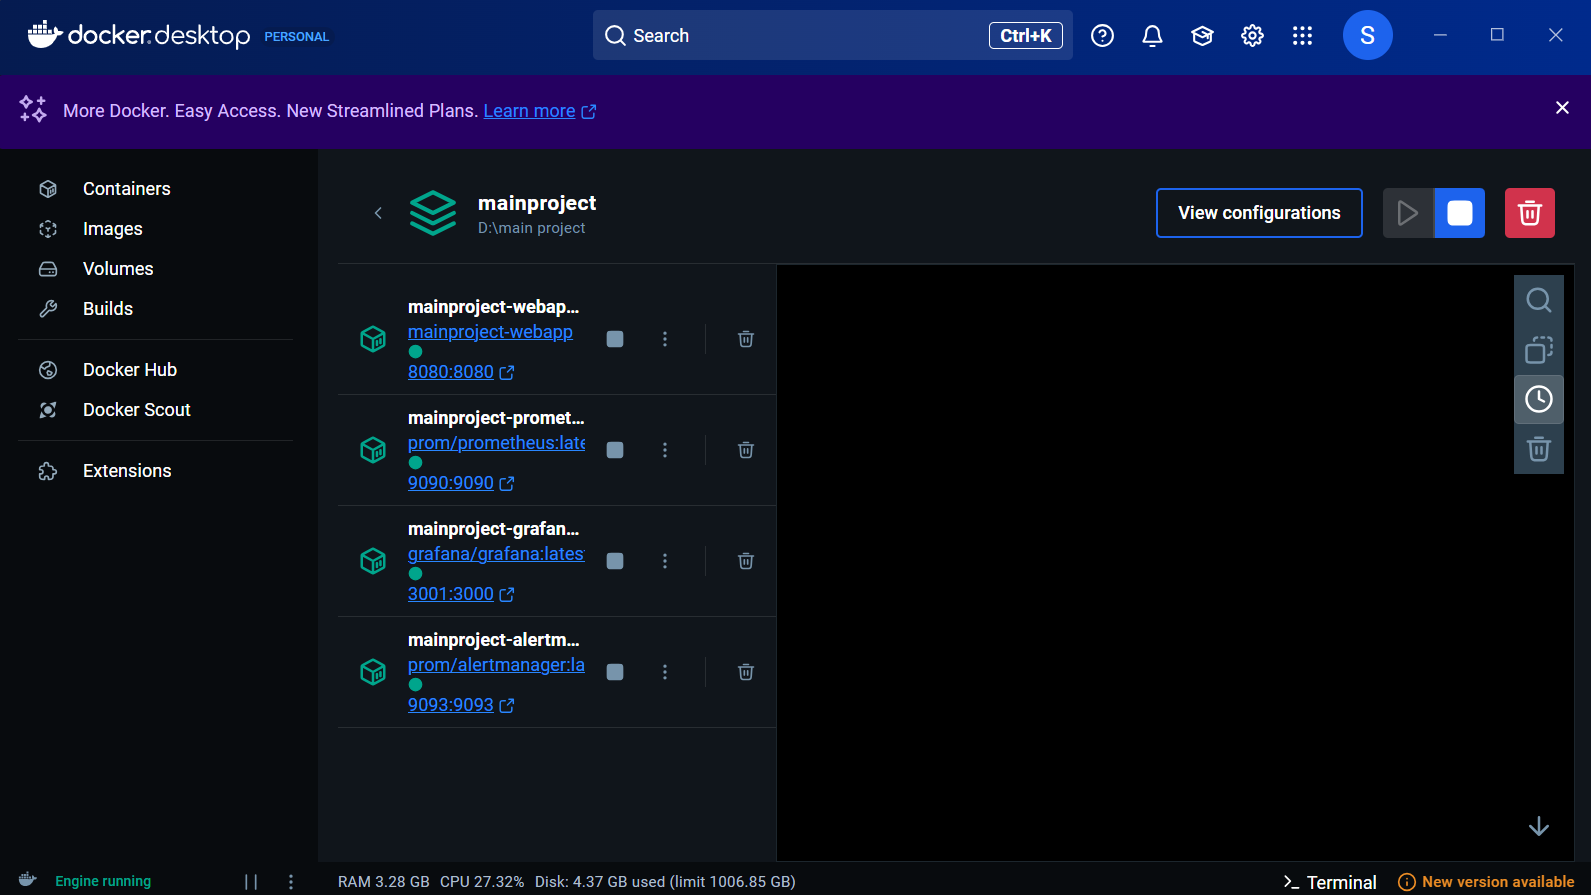 docker.desktop PERSONAL
Search Ctrl+K
S
More Docker. Easy Access. New Streamlined Plans. Learn more
Containers
Images
Volumes
Builds
Docker Hub
Docker Scout
Extensions
mainproject
D:\main project
View configurations
mainproject-webap...
mainproject-webapp
8080:8080
mainproject-promet...
prom/prometheus:late
9090:9090
mainproject-grafan...
grafana/grafana:lates
3001:3000
mainproject-alertm...
prom/alertmanager:la
9093:9093
Engine running
RAM 3.28 GB CPU 27.32% Disk: 4.37 GB used (limit 1006.85 GB)
>_ Terminal
New version available